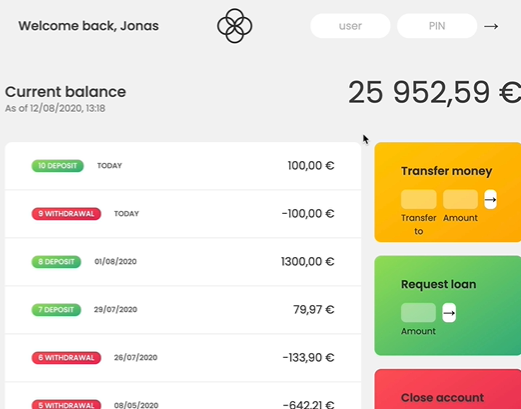 Welcome back, Jonas
user
PIN
→
Current balance
25 952,59 €
As of 12/08/2020, 13:18
10 DEPOSIT TODAY 100,00 €
9 WITHDRAWAL TODAY -100,00 €
8 DEPOSIT 01/08/2020 1300,00 €
7 DEPOSIT 29/07/2020 79,97 €
6 WITHDRAWAL 26/07/2020 -133,90 €
5 WITHDRAWAL 08/05/2020 -642,21 €
Transfer money
→
Transfer Amount
to
Request loan
→
Amount
Close account